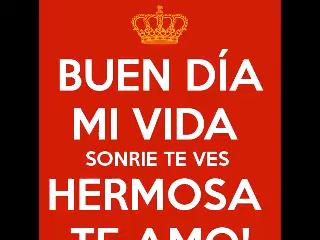 BUEN DÍA
MI VIDA
SONRIE TE VES
HERMOSA
TE AMO!